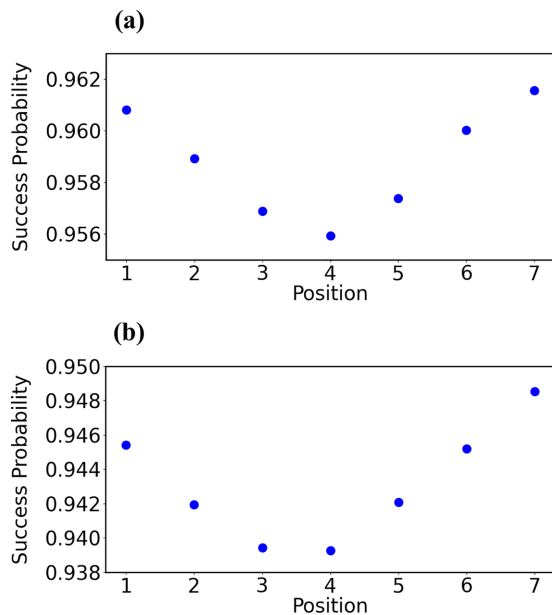 (a)
Success Probability
0.962
0.960
0.958
0.956
1 2 3 4 5 6 7
Position
(b)
Success Probability
0.950
0.948
0.946
0.944
0.942
0.940
0.938
1 2 3 4 5 6 7
Position